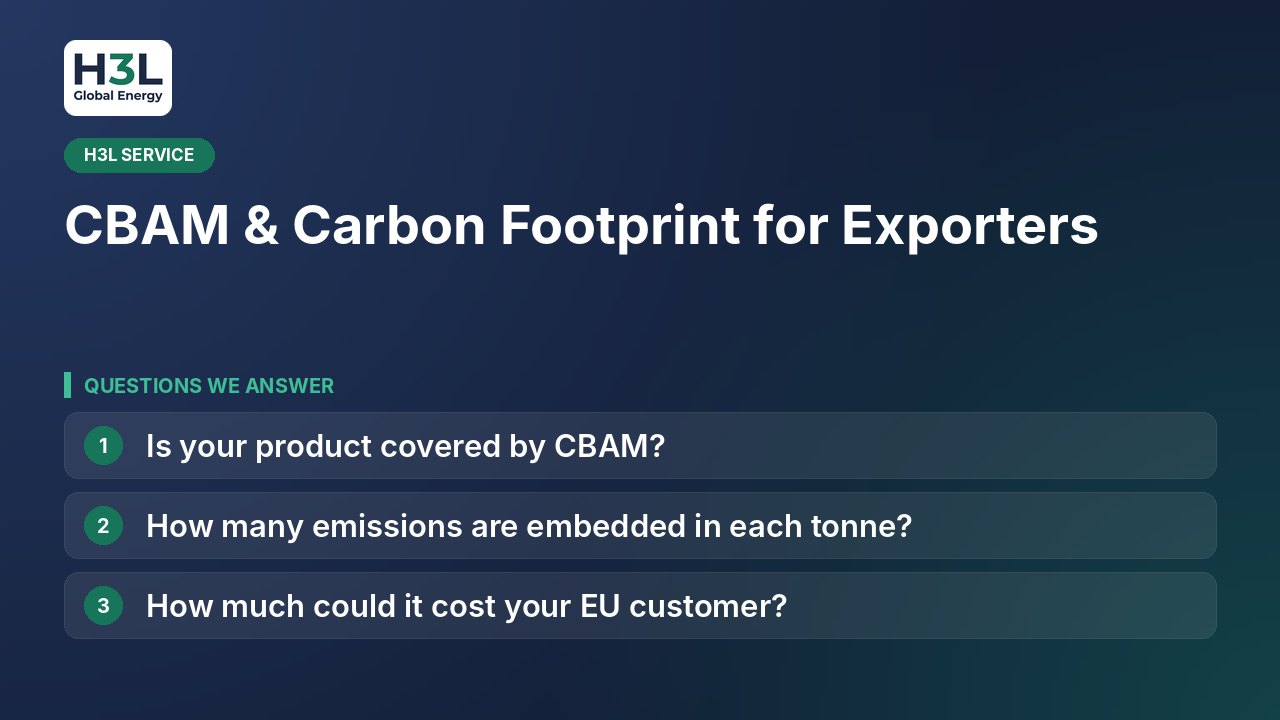 H3L
Global Energy
H3L SERVICE
CBAM & Carbon Footprint for Exporters
QUESTIONS WE ANSWER
1 Is your product covered by CBAM?
2 How many emissions are embedded in each tonne?
3 How much could it cost your EU customer?